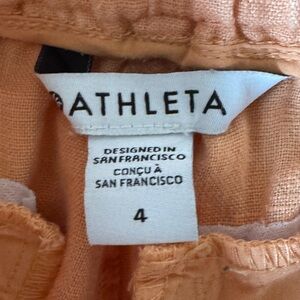 ATHLETA
DESIGNED IN
SAN FRANCISCO
CONÇU À
SAN FRANCISCO
4